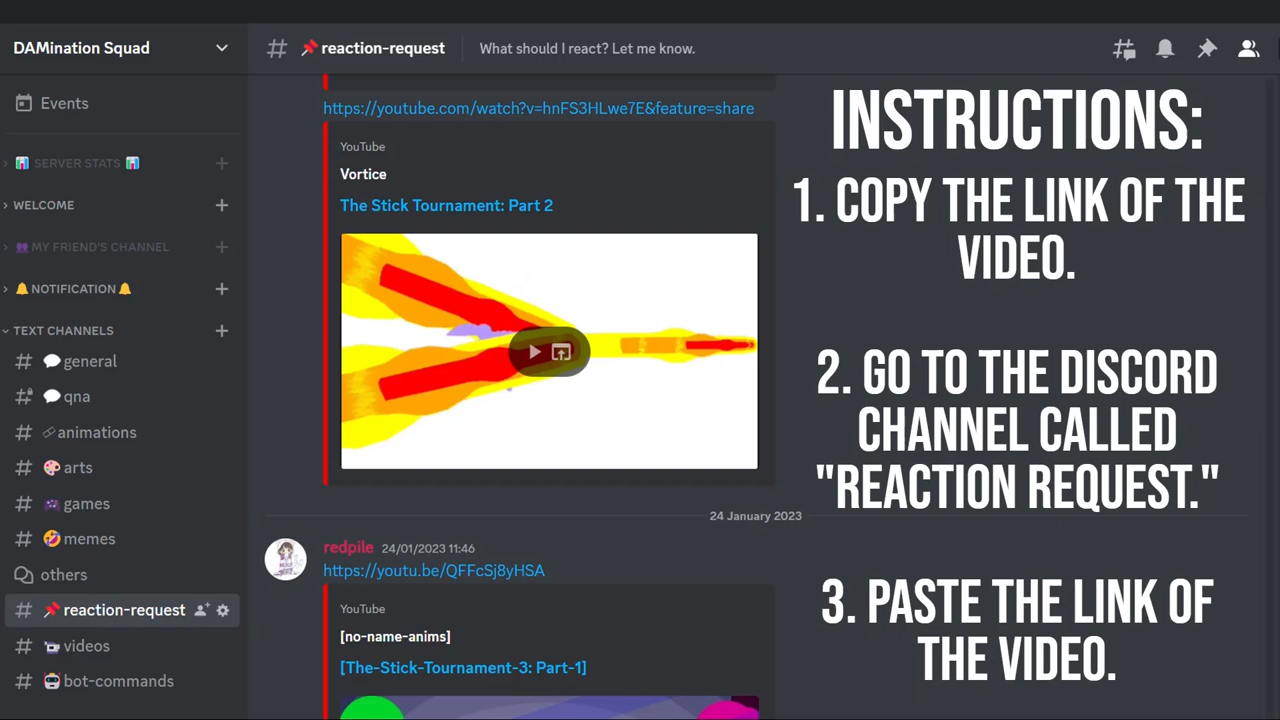 DAMination Squad
Events
SERVER STATS
WELCOME
MY FRIEND'S CHANNEL
NOTIFICATION
TEXT CHANNELS
general
qna
animations
arts
games
memes
others
reaction-request
videos
bot-commands
reaction-request
What should I react? Let me know.
https://youtube.com/watch?v=hnFS3HLwe7E&feature=share
YouTube
Vortice
The Stick Tournament: Part 2
24 January 2023
redpile 24/01/2023 11:46
https://youtu.be/QFFcSj8yHSA
YouTube
[no-name-anims]
[The-Stick-Tournament-3: Part-1]
INSTRUCTIONS:
1. COPY THE LINK OF THE
VIDEO.
2. GO TO THE DISCORD
CHANNEL CALLED
"REACTION REQUEST."
3. PASTE THE LINK OF
THE VIDEO.